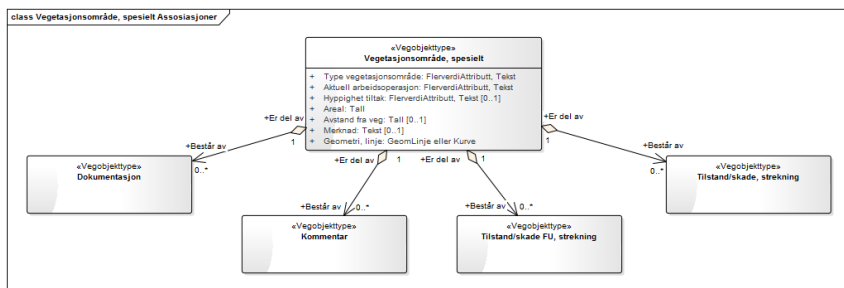 class Vegetasjonsområde, spesielt Assosiasjoner
«Vegobjekttype»
Vegetasjonsområde, spesielt
+ Type vegetasjonsområde: FlerverdiAttributt, Tekst
+ Aktuell arbeidsoperasjon: FlerverdiAttributt, Tekst
+ Hyppighet tiltak: FlerverdiAttributt, Tekst [0..1]
+ Areal: Tall
+ Avstand fra veg: Tall [0..1]
+ Merknad: Tekst [0..1]
+ Geometri, linje: GeomLinje eller Kurve
+Er del av
1
+Består av
0..*
«Vegobjekttype»
Dokumentasjon
+Er del av
1
+Består av
0..*
«Vegobjekttype»
Kommentar
+Er del av
1
+Består av
0..*
«Vegobjekttype»
Tilstand/skade FU, strekning
+Er del av
1
+Består av
0..*
«Vegobjekttype»
Tilstand/skade, strekning